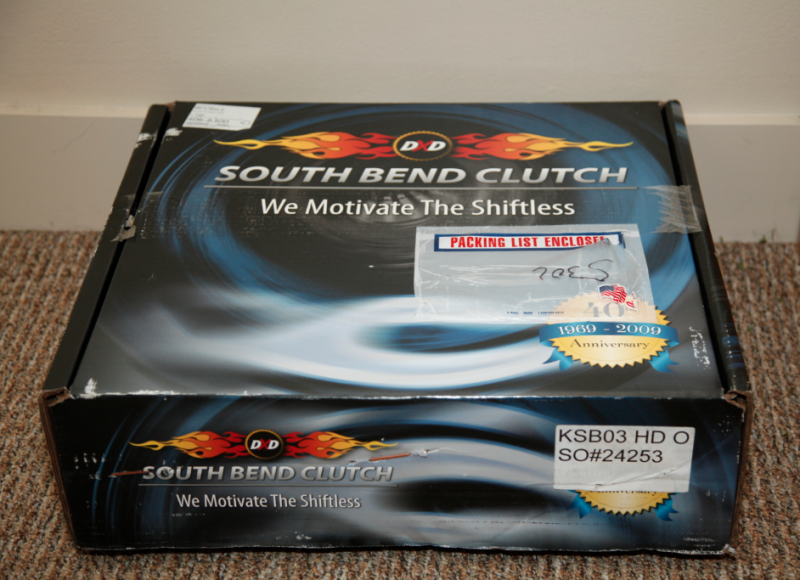 DXD
SOUTH BEND CLUTCH
We Motivate The Shiftless
PACKING LIST ENCLOSED
40
1969 - 2009
Anniversary
DXD
SOUTH BEND CLUTCH
We Motivate The Shiftless
KSB03 HD O
SO#24253
Anniversary